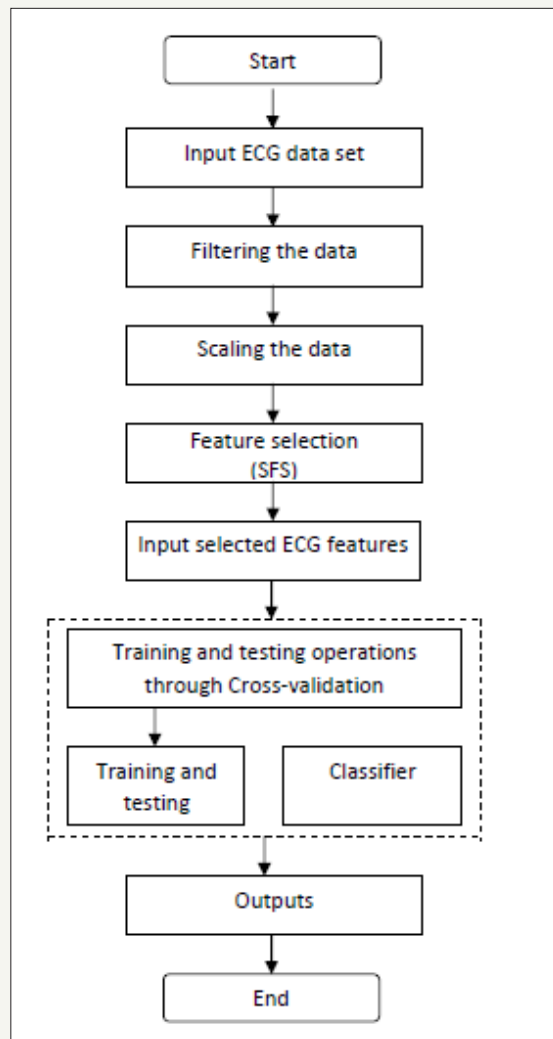 Start
Input ECG data set
Filtering the data
Scaling the data
Feature selection
(SFS)
Input selected ECG features
Training and testing operations
through Cross-validation
Training and
testing
Classifier
Outputs
End